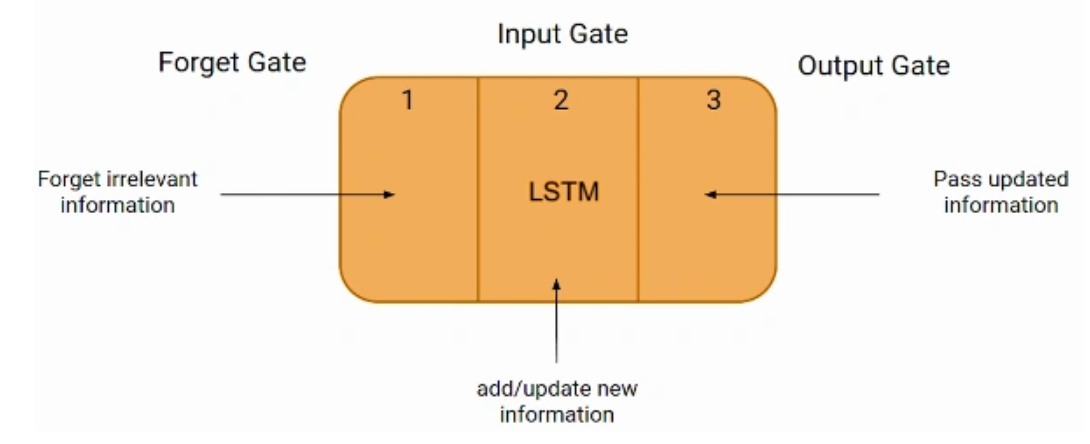 Input Gate
Forget Gate
Output Gate
1
2
3
Forget irrelevant
information
LSTM
Pass updated
information
add/update new
information